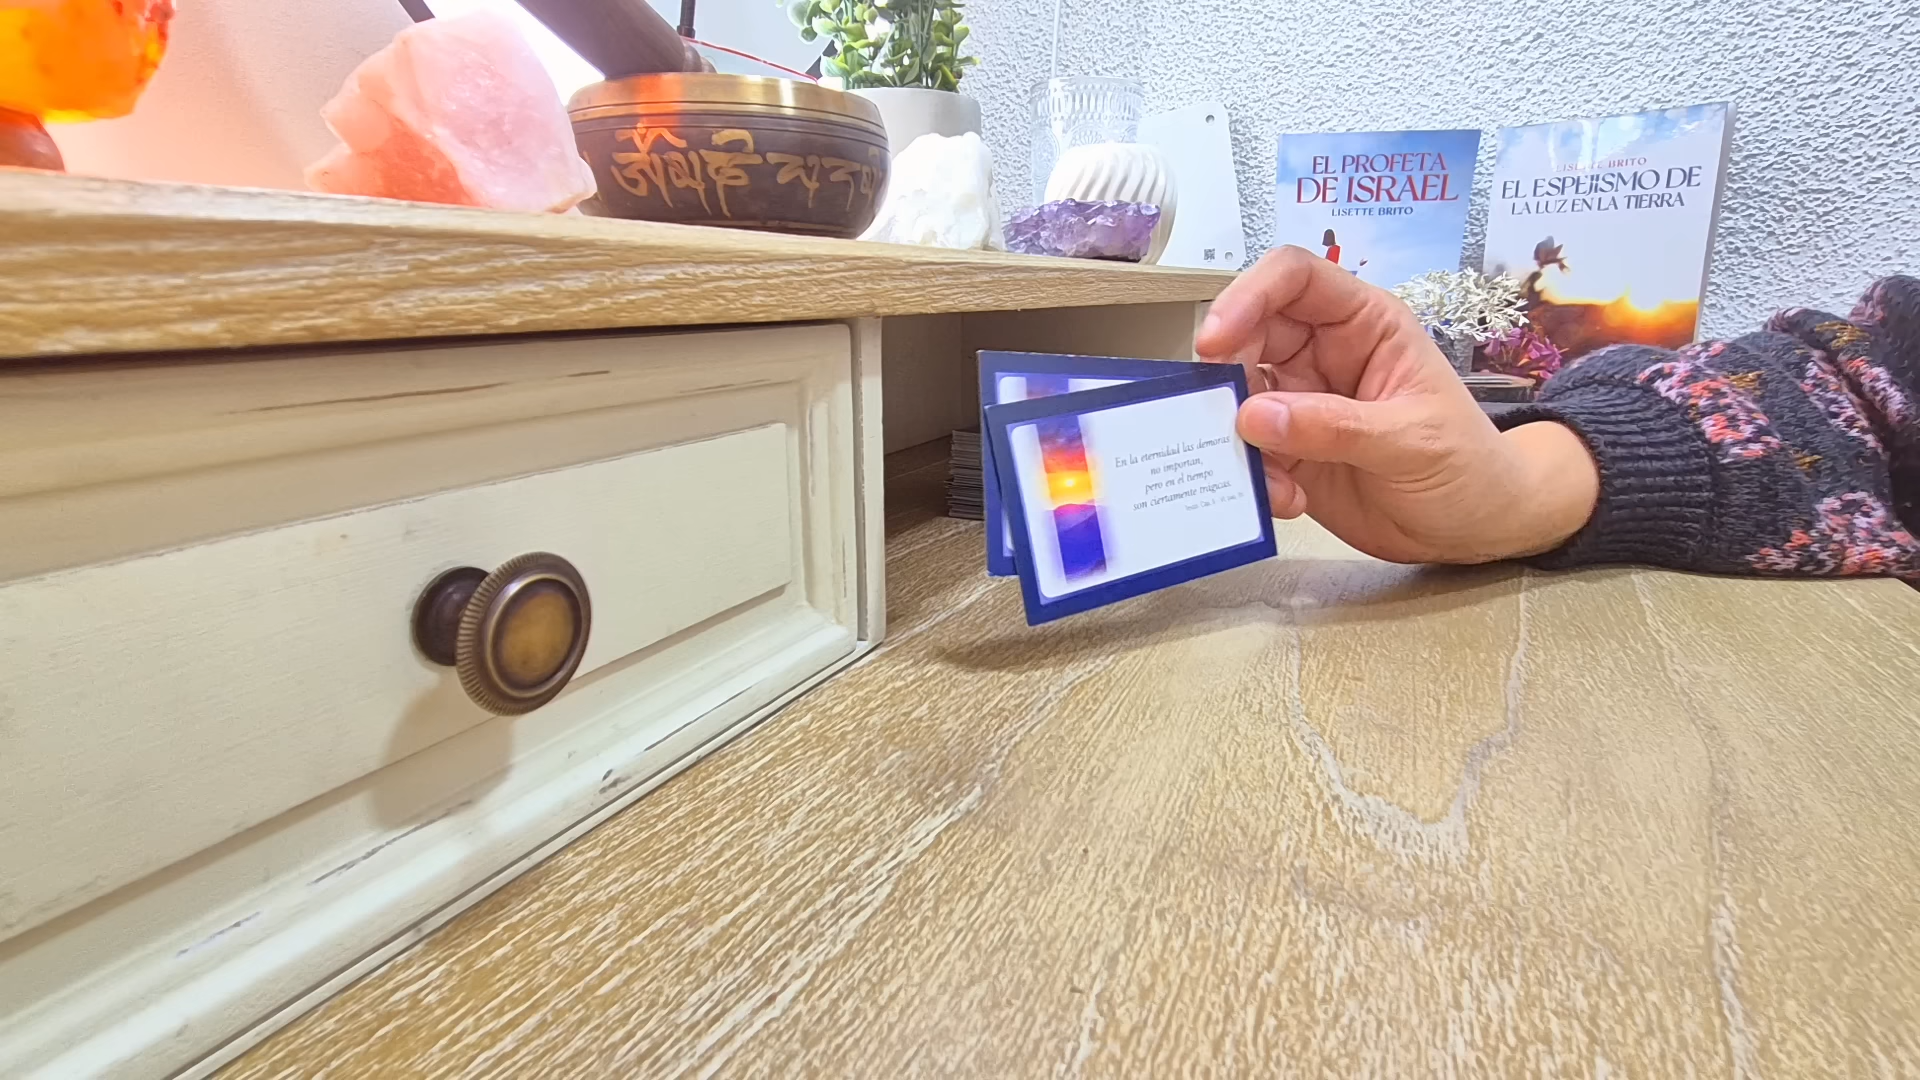 EL PROFETA
DE ISRAEL
LISETTE BRITO
LISETTE BRITO
EL ESPEJISMO DE
LA LUZ EN LA TIERRA
En la eternidad las demoras
no importan,
pero en el tiempo
son ciertamente trágicas.